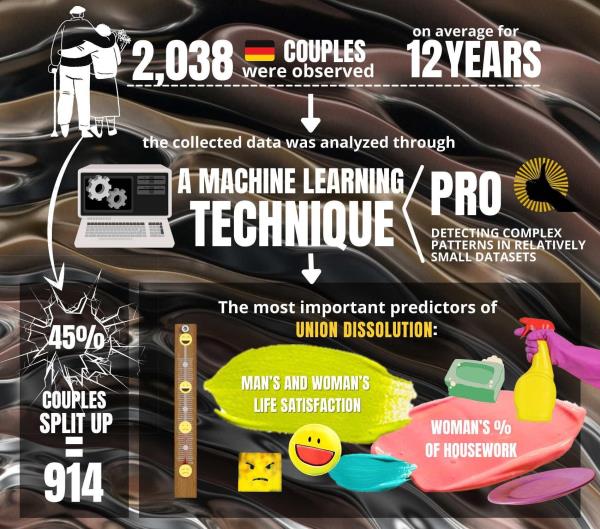 2,038 COUPLES
were observed
on average for
12YEARS
the collected data was analyzed through
A MACHINE LEARNING
TECHNIQUE
PRO
DETECTING COMPLEX
PATTERNS IN RELATIVELY
SMALL DATASETS
45%
COUPLES
SPLIT UP
=
914
The most important predictors of
UNION DISSOLUTION:
MAN'S AND WOMAN'S
LIFE SATISFACTION
WOMAN'S %
OF HOUSEWORK